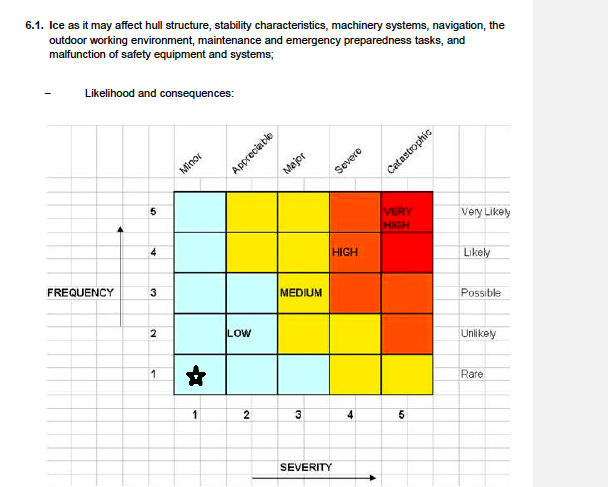 6.1. Ice as it may affect hull structure, stability characteristics, machinery systems, navigation, the
outdoor working environment, maintenance and emergency preparedness tasks, and
malfunction of safety equipment and systems;
– Likelihood and consequences:
Minor Appreciable Major Severe Catastrophic
5 VERY Very Likely
HIGH
4 HIGH Likely
FREQUENCY 3 MEDIUM Possible
2 LOW Unlikely
1 Rare
1 2 3 4 5
SEVERITY